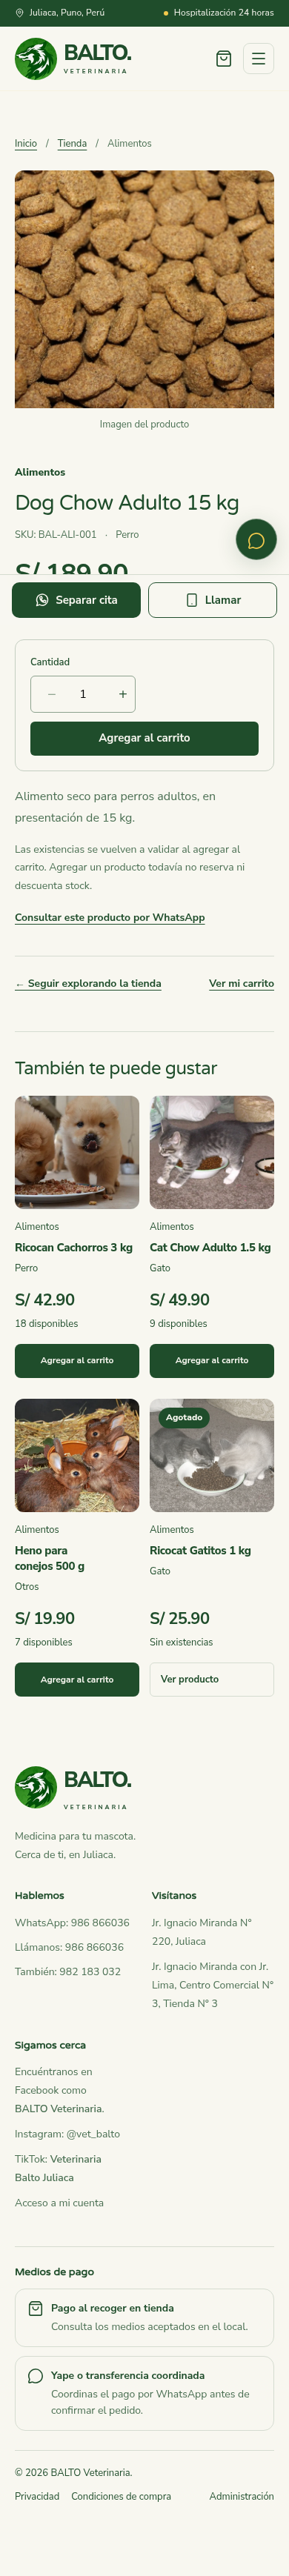 Juliaca, Puno, Perú
Hospitalización 24 horas
BALTO.
VETERINARIA
Inicio / Tienda / Alimentos
Imagen del producto
Alimentos
Dog Chow Adulto 15 kg
SKU: BAL-ALI-001 · Perro
S/ 189.90
Separar cita
Llamar
Cantidad
− 1 +
Agregar al carrito
Alimento seco para perros adultos, en
presentación de 15 kg.
Las existencias se vuelven a validar al agregar al
carrito. Agregar un producto todavía no reserva ni
descuenta stock.
Consultar este producto por WhatsApp
← Seguir explorando la tienda
Ver mi carrito
También te puede gustar
Alimentos
Ricocan Cachorros 3 kg
Perro
S/ 42.90
18 disponibles
Agregar al carrito
Alimentos
Cat Chow Adulto 1.5 kg
Gato
S/ 49.90
9 disponibles
Agregar al carrito
Alimentos
Heno para
conejos 500 g
Otros
S/ 19.90
7 disponibles
Agregar al carrito
Agotado
Alimentos
Ricocat Gatitos 1 kg
Gato
S/ 25.90
Sin existencias
Ver producto
BALTO.
VETERINARIA
Medicina para tu mascota.
Cerca de ti, en Juliaca.
Hablemos
WhatsApp: 986 866036
Llámanos: 986 866036
También: 982 183 032
Visítanos
Jr. Ignacio Miranda N°
220, Juliaca
Jr. Ignacio Miranda con Jr.
Lima, Centro Comercial N°
3, Tienda N° 3
Sigamos cerca
Encuéntranos en
Facebook como
BALTO Veterinaria.
Instagram: @vet_balto
TikTok: Veterinaria
Balto Juliaca
Acceso a mi cuenta
Medios de pago
Pago al recoger en tienda
Consulta los medios aceptados en el local.
Yape o transferencia coordinada
Coordinas el pago por WhatsApp antes de
confirmar el pedido.
© 2026 BALTO Veterinaria.
Privacidad
Condiciones de compra
Administración